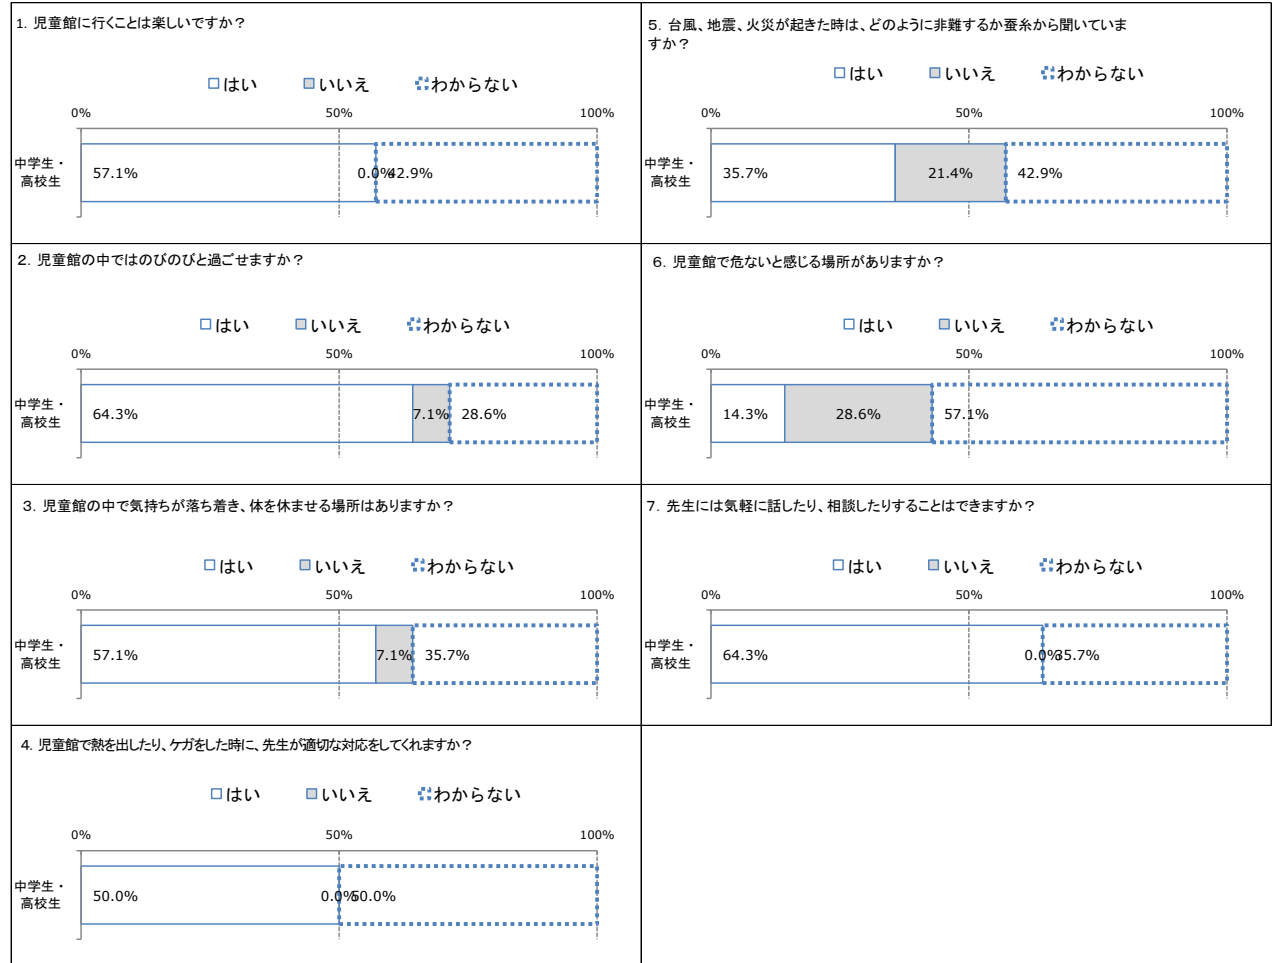 1．児童館に行くことは楽しいですか？
はい いいえ わからない
0% 50% 100%
中学生・
高校生
57.1% 0.0% 42.9%
2．児童館の中ではのびのびと過ごせますか？
はい いいえ わからない
0% 50% 100%
中学生・
高校生
64.3% 7.1% 28.6%
3．児童館の中で気持ちが落ち着き、体を休ませる場所はありますか？
はい いいえ わからない
0% 50% 100%
中学生・
高校生
57.1% 7.1% 35.7%
4．児童館で熱を出したり、ケガをした時に、先生が適切な対応をしてくれますか？
はい いいえ わからない
0% 50% 100%
中学生・
高校生
50.0% 0.0% 50.0%
5．台風、地震、火災が起きた時は、どのように非難するか蚕糸から聞いていま
すか？
はい いいえ わからない
0% 50% 100%
中学生・
高校生
35.7% 21.4% 42.9%
6．児童館で危ないと感じる場所がありますか？
はい いいえ わからない
0% 50% 100%
中学生・
高校生
14.3% 28.6% 57.1%
7．先生には気軽に話したり、相談したりすることはできますか？
はい いいえ わからない
0% 50% 100%
中学生・
高校生
64.3% 0.0% 35.7%